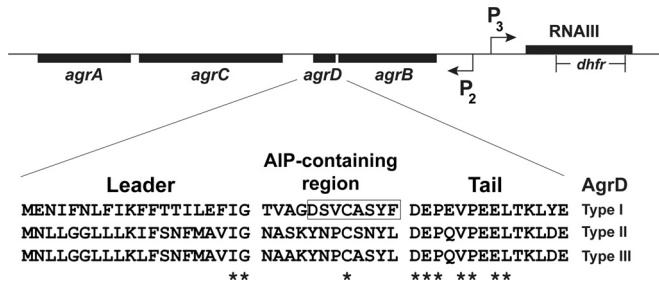 P3
RNAIII
agrA
agrC
agrD
agrB
P2
dhfr
AIP-containing
region
Leader
Tail
AgrD
MENIFNLFIKFFTTILEFIG TVAGDSVCASYF DEPEVPEELTKLYE Type I
MNLLGGLLLKIFSNFMAVIG NASKYNPCSNYL DEPQVPEELTKLDE Type II
MNLLGGLLLKLFSNFMAVIG NAAKYNPCASYL DEPQVPEELTKLDE Type III
** * *** ** **